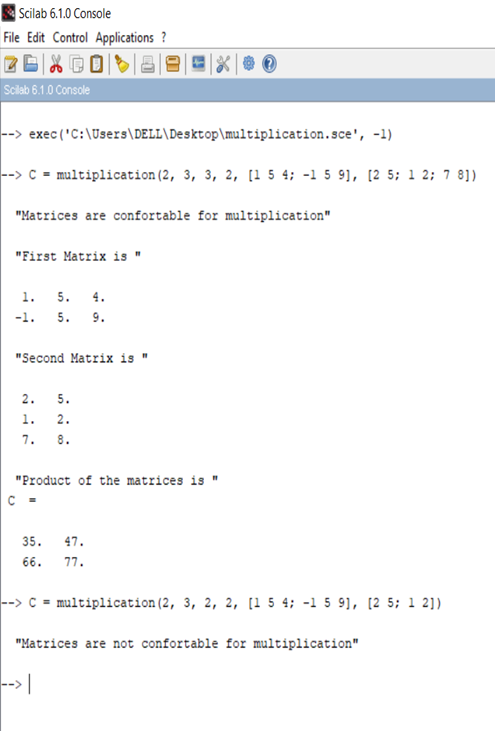 Scilab 6.1.0 Console
File Edit Control Applications ?
Scilab 6.1.0 Console
--> exec('C:\Users\DELL\Desktop\multiplication.sce', -1)
--> C = multiplication(2, 3, 3, 2, [1 5 4; -1 5 9], [2 5; 1 2; 7 8])
"Matrices are confortable for multiplication"
"First Matrix is "
1. 5. 4.
-1. 5. 9.
"Second Matrix is "
2. 5.
1. 2.
7. 8.
"Product of the matrices is "
C =
35. 47.
66. 77.
--> C = multiplication(2, 3, 2, 2, [1 5 4; -1 5 9], [2 5; 1 2])
"Matrices are not confortable for multiplication"
-->